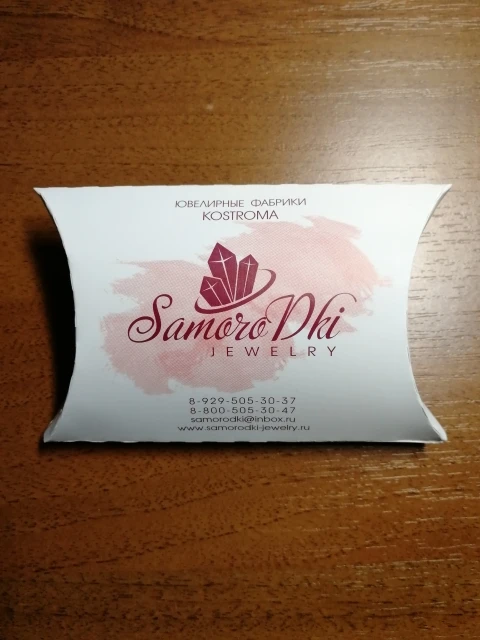 ЮВЕЛИРНЫЕ ФАБРИКИ
KOSTROMA
SamoroDki
JEWELRY
8-929-505-30-37
8-800-505-30-47
samorodki@inbox.ru
www.samorodki-jewelry.ru